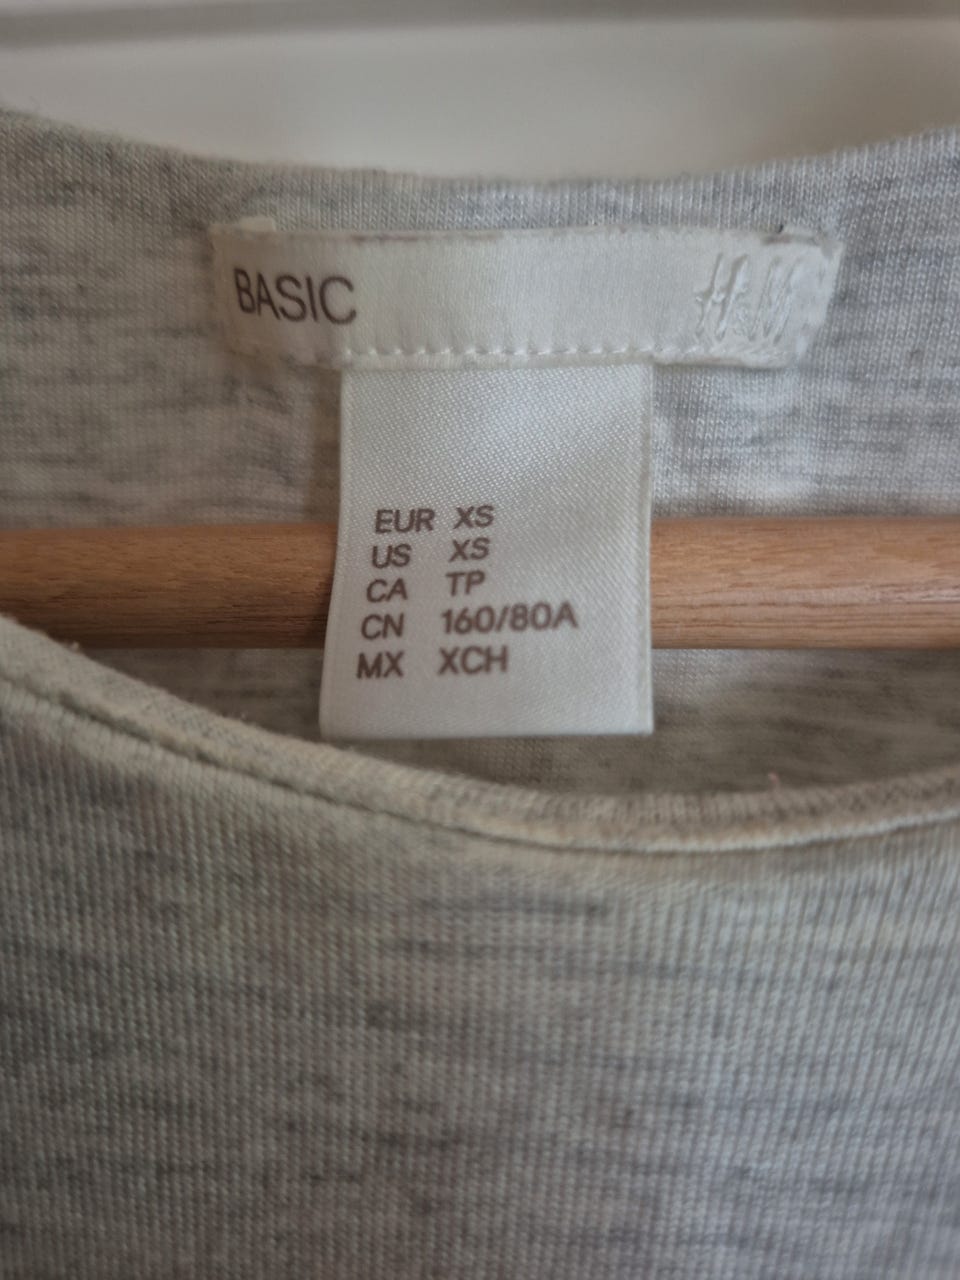 BASIC H&M
EUR XS
US XS
CA TP
CN 160/80A
MX XCH